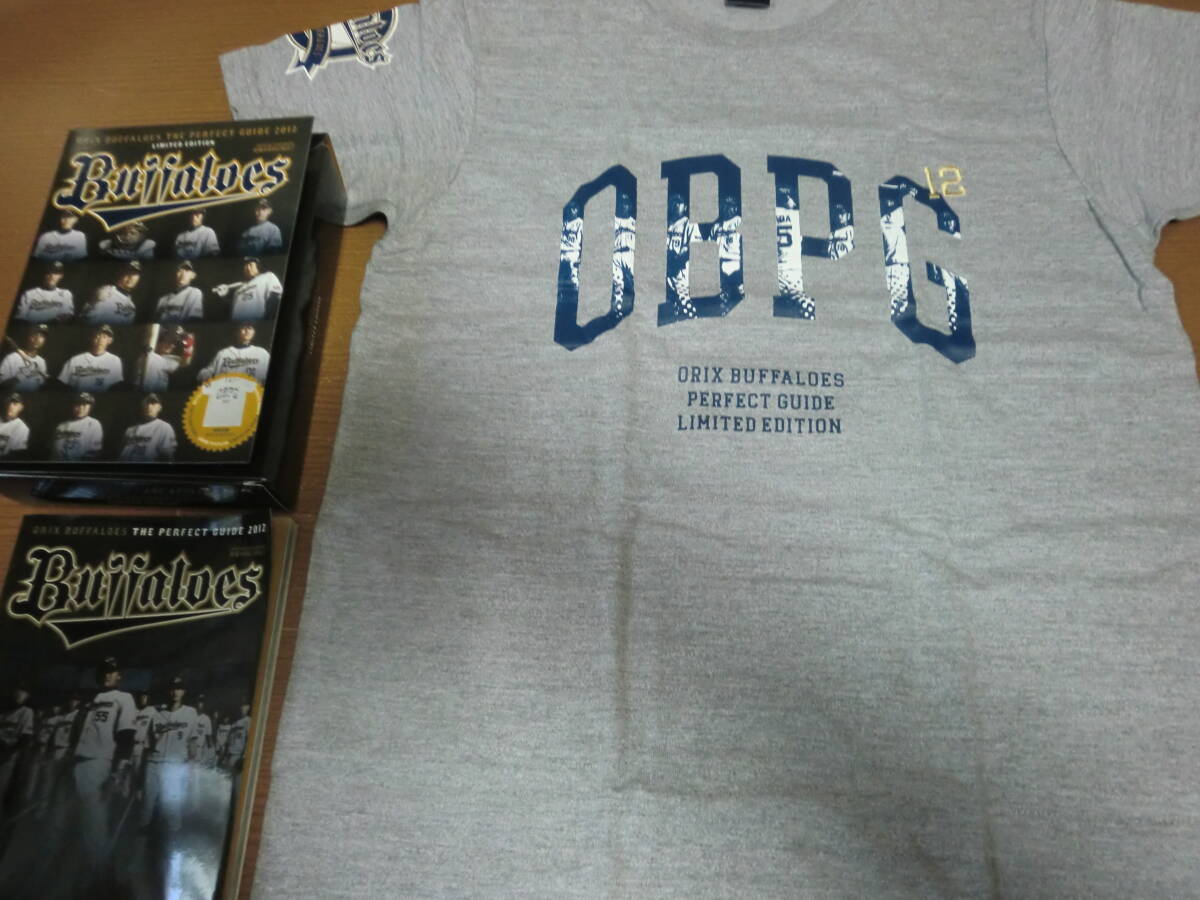 ORIX BUFFALOES THE PERFECT GUIDE 2012
LIMITED EDITION
Buffaloes
ORIX BUFFALOES THE PERFECT GUIDE 2012
Buffaloes
55
OBPG
12
ORIX BUFFALOES
PERFECT GUIDE
LIMITED EDITION